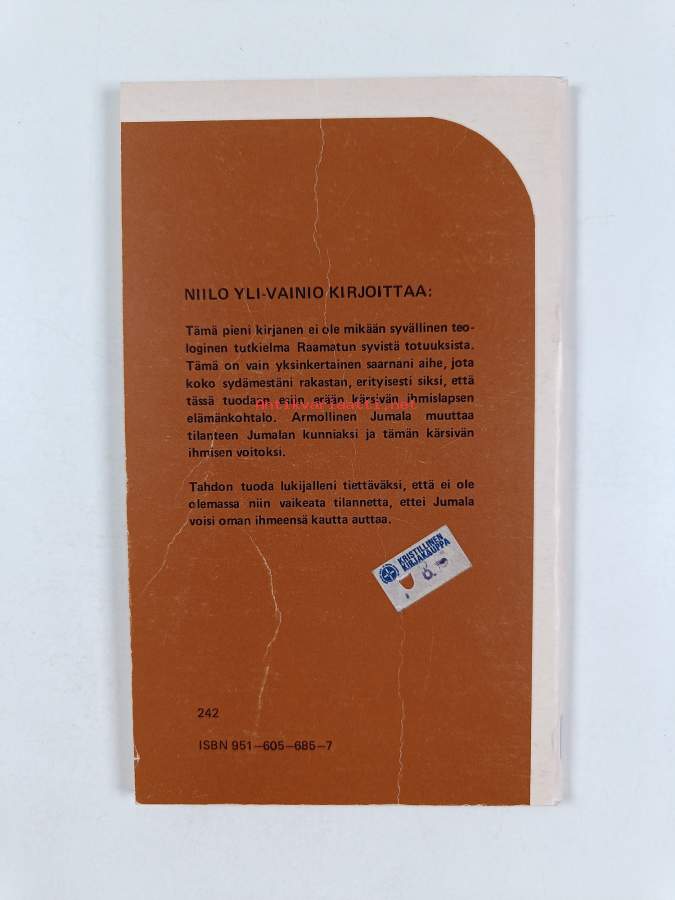 NIILO YLI-VAINIO KIRJOITTAA:
Tämä pieni kirjanen ei ole mikään syvällinen teo-
loginen tutkielma Raamatun syvistä totuuksista.
Tämä on vain yksinkertainen saarnani aihe, jota
koko sydämestäni rakastan, erityisesti siksi, että
tässä tuodaan esiin erään kärsivän ihmislapsen
Antikvariaatti.net
elämänkohtalo. Armollinen Jumala muuttaa
tilanteen Jumalan kunniaksi ja tämän kärsivän
ihmisen voitoksi.
Tahdon tuoda lukijalleni tiettäväksi, että ei ole
olemassa niin vaikeata tilannetta, ettei Jumala
voisi oman ihmeensä kautta auttaa.
KRISTILLINEN
KIRJAKAUPPA
242
ISBN 951-605-685-7